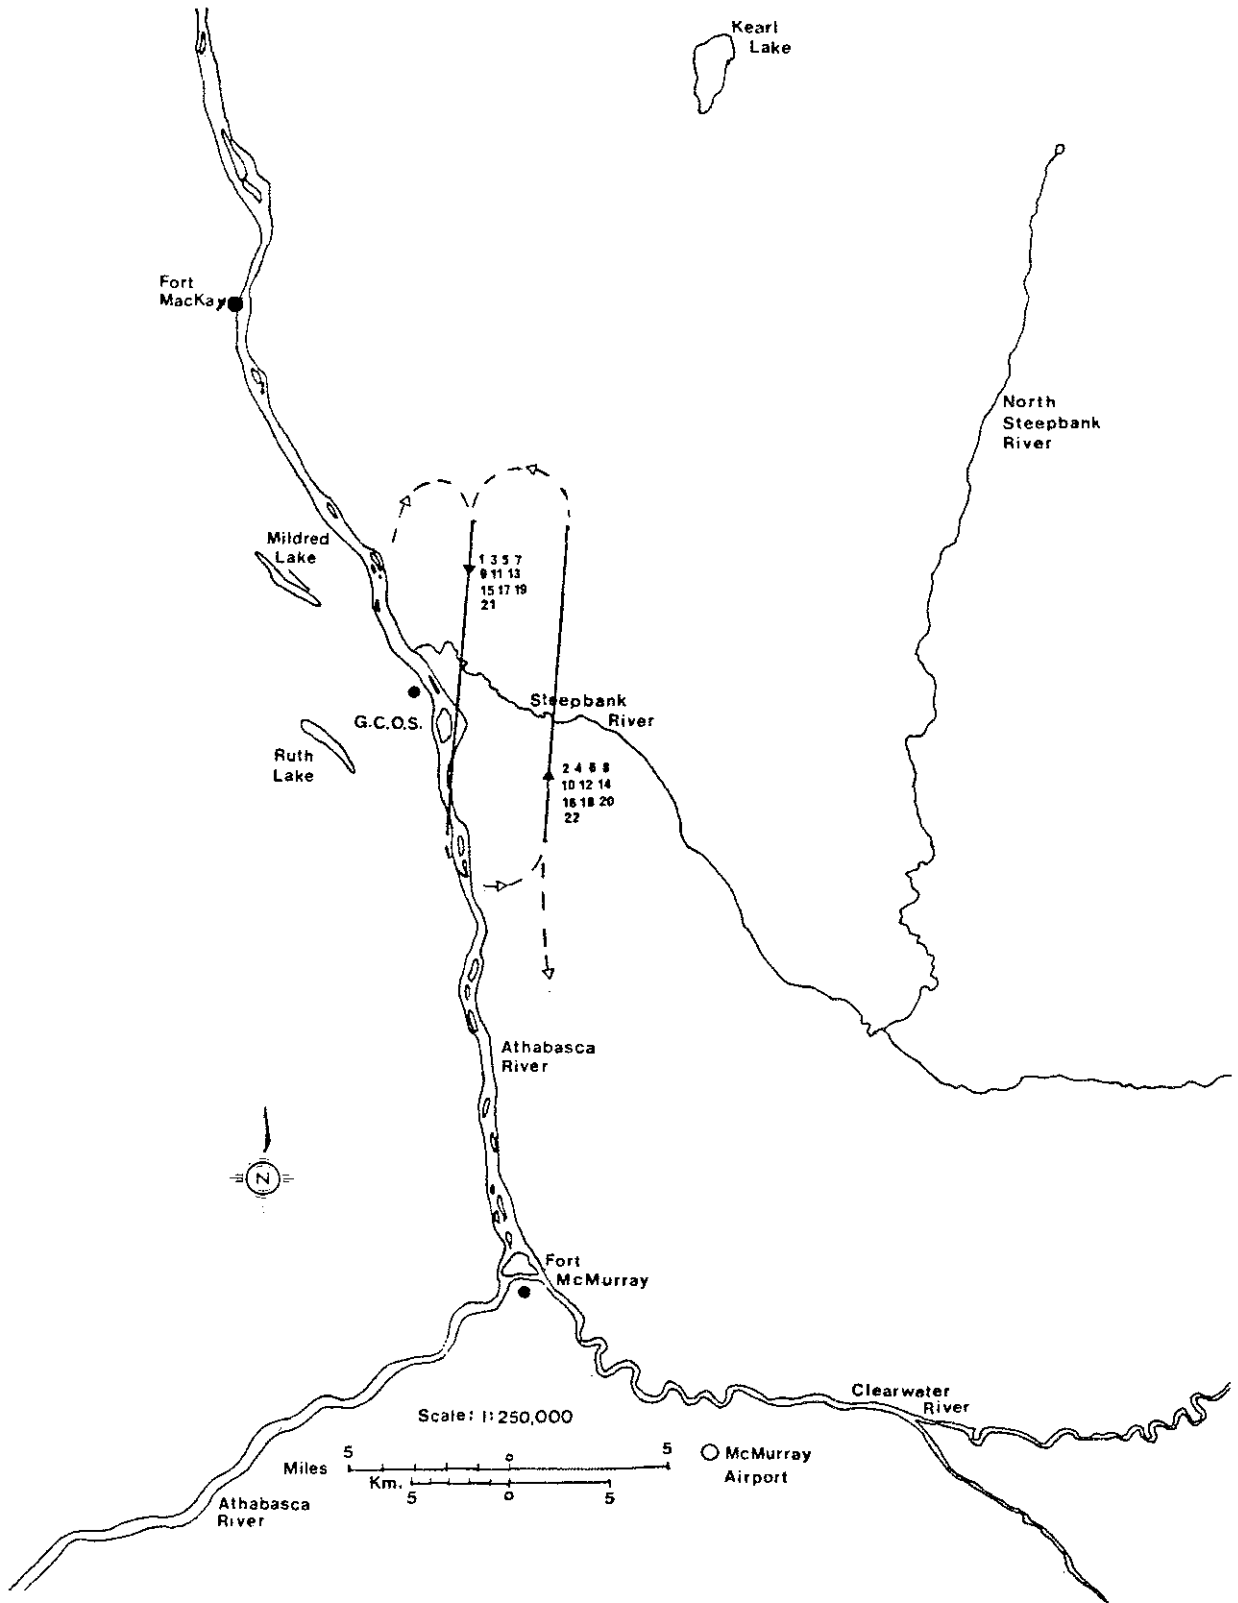 Kearl
Lake
Fort
MacKay
North
Steepbank
River
Mildred
Lake
1 3 5 7
9 11 13
15 17 19
21
Steepbank
River
G.C.O.S.
Ruth
Lake
2 4 6 8
10 12 14
16 18 20
22
Athabasca
River
N
Fort
McMurray
Clearwater
River
Scale: 1:250,000
5 0 5
Miles
Km.
5 0 5
McMurray
Airport
Athabasca
River